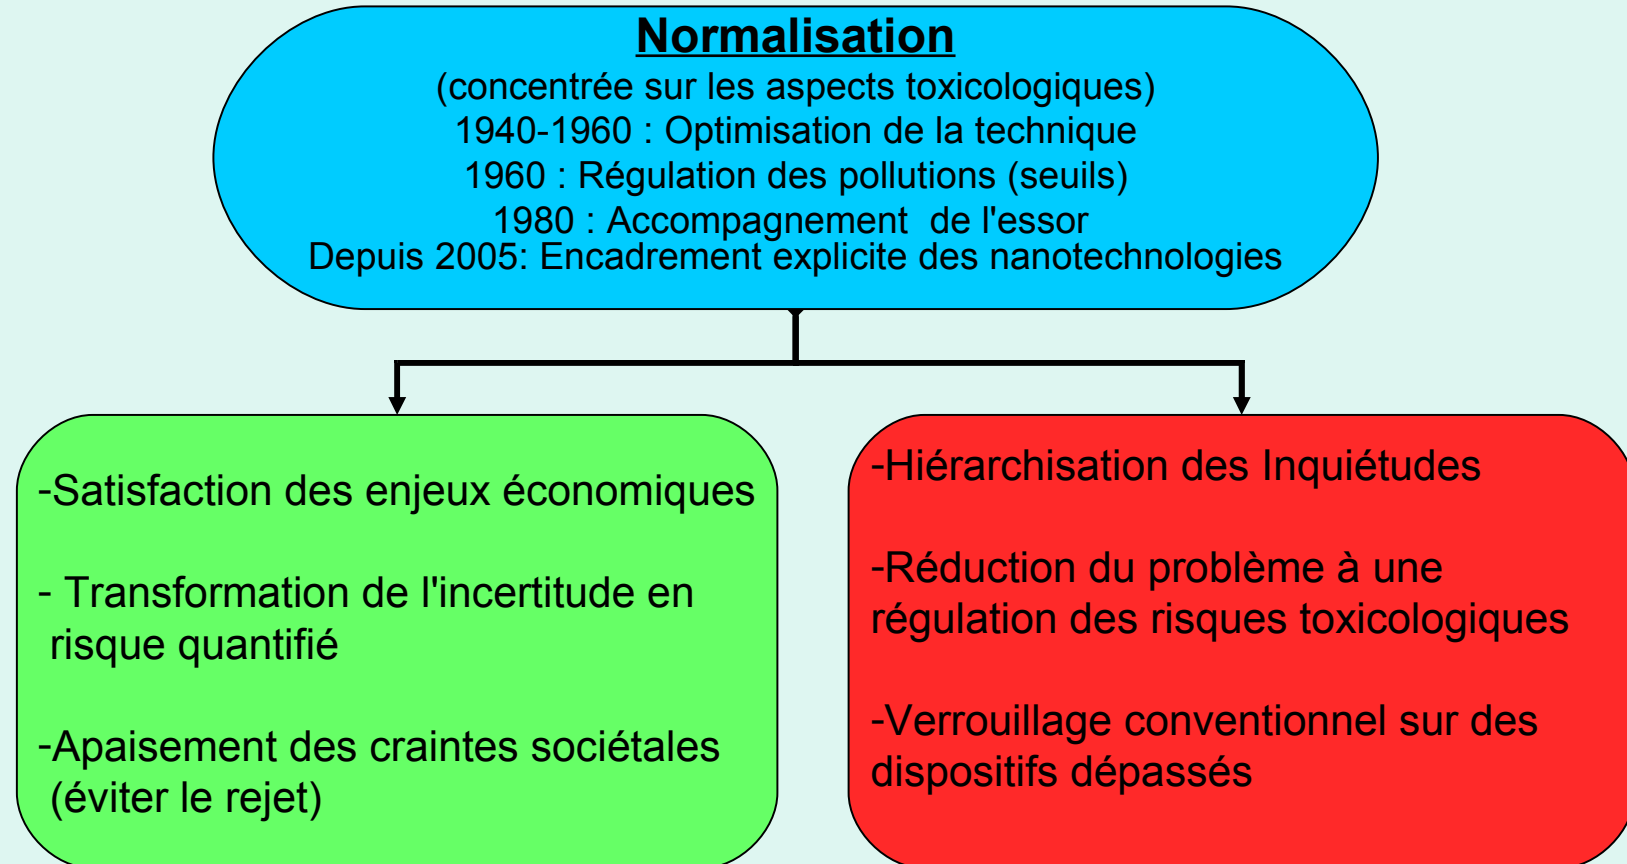 Normalisation
(concentrée sur les aspects toxicologiques)
1940-1960 : Optimisation de la technique
1960 : Régulation des pollutions (seuils)
1980 : Accompagnement  de l'essor
Depuis 2005: Encadrement explicite des nanotechnologies
-Satisfaction des enjeux économiques
- Transformation de l'incertitude en
risque quantifié
-Apaisement des craintes sociétales
(éviter le rejet)
-Hiérarchisation des Inquiétudes
-Réduction du problème à une
régulation des risques toxicologiques
-Verrouillage conventionnel sur des
dispositifs dépassés